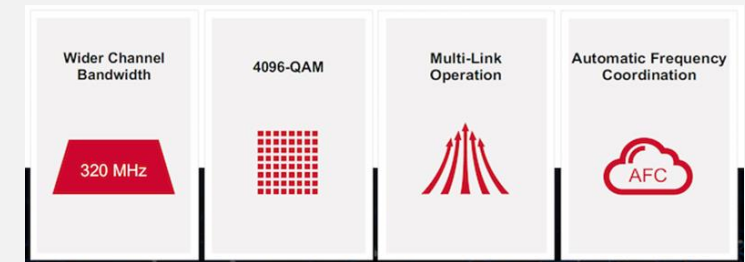 Wider Channel
Bandwidth
320 MHz
4096-QAM
Multi-Link
Operation
Automatic Frequency
Coordination
AFC